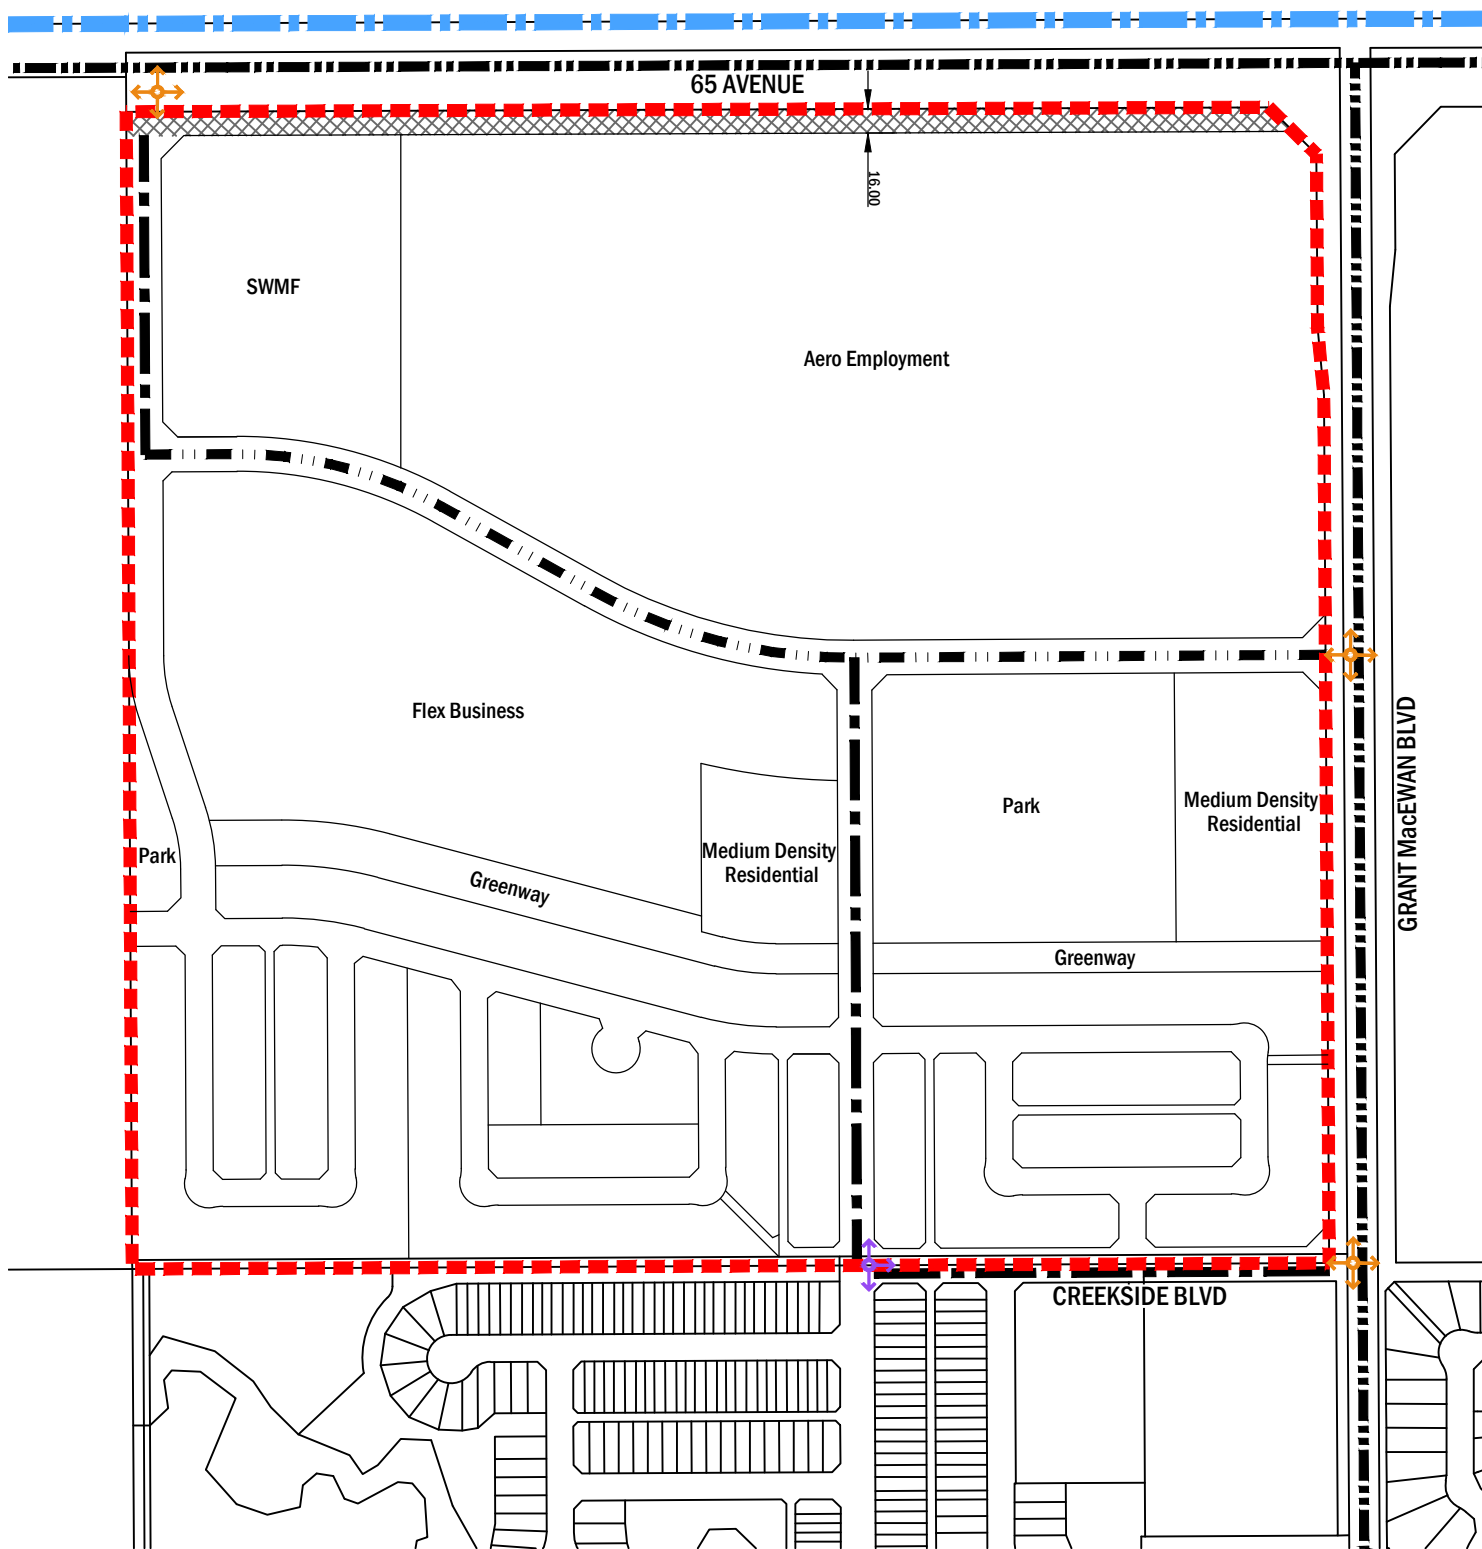 65 AVENUE
16.00
SWMF
Aero Employment
Flex Business
GRANT MacEWAN BLVD
Park
Medium Density
Residential
Medium Density
Residential
Park
Greenway
Greenway
CREEKSIDE BLVD